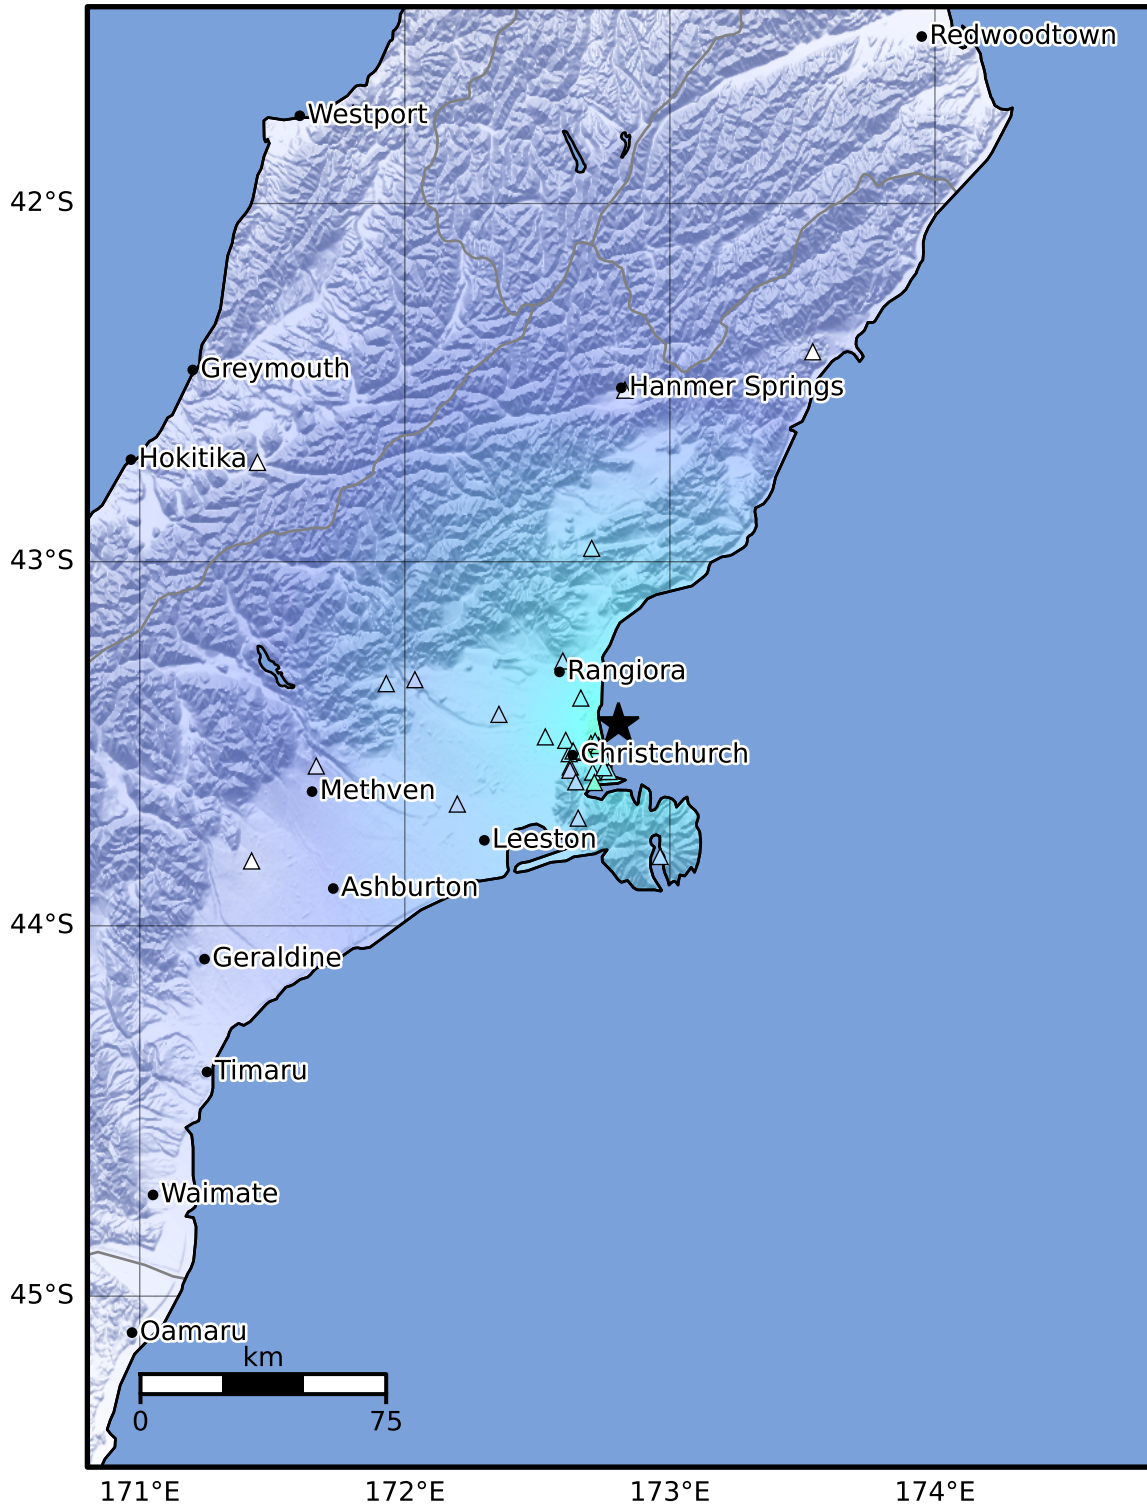 Redwoodtown
Westport
42°S
Greymouth
Hanmer Springs
Hokitika
43°S
Rangiora
Christchurch
Methven
Leeston
Ashburton
44°S
Geraldine
Timaru
Waimate
45°S
Oamaru
km
0 75
171°E 172°E 173°E 174°E